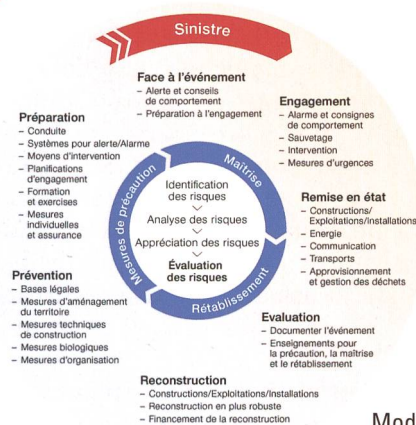 Sinistre
Face à l'événement
– Alerte et conseils
de comportement
– Préparation à l'engagement
Engagement
– Alarme et consignes
de comportement
– Sauvetage
– Intervention
– Mesures d'urgences
Remise en état
– Constructions/
Exploitations/Installations
– Energie
– Communication
– Transports
– Approvisionnement
et gestion des déchets
Evaluation
– Documenter l'événement
– Enseignements pour
la précaution, la maîtrise
et le rétablissement
Reconstruction
– Constructions/Exploitations/Installations
– Reconstruction en plus robuste
– Financement de la reconstruction
Prévention
– Bases légales
– Mesures d'aménagement
du territoire
– Mesures techniques
de construction
– Mesures biologiques
– Mesures d'organisation
Préparation
– Conduite
– Systèmes pour alerte/Alarme
– Moyens d'intervention
– Planifications
d'engagement
– Formation
et exercises
– Mesures
individuelles
et assurance
Mesures de précaution
Maîtrise
Rétablissement
Identification
des risques
Analyse des risques
Appréciation des risques
Évaluation
des risques
Mod